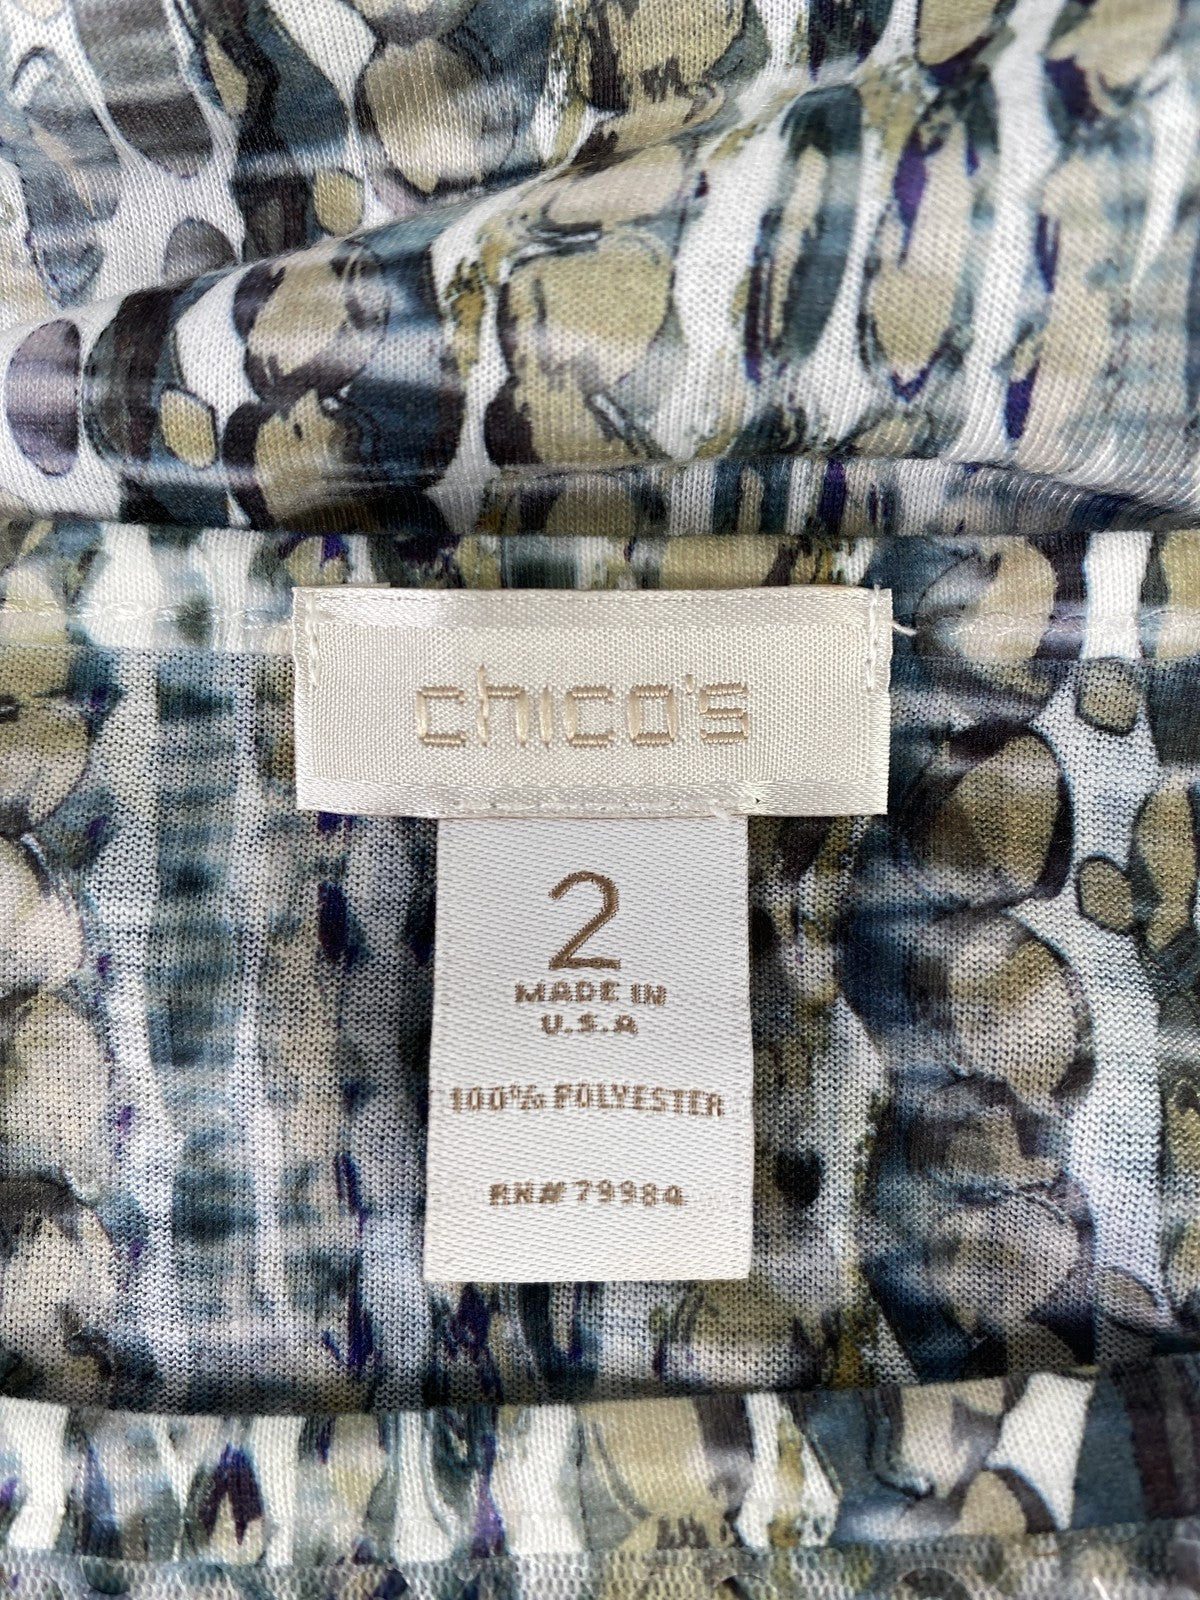 chico's
2
MADE IN
U.S.A
100% POLYESTER
RN# 79984